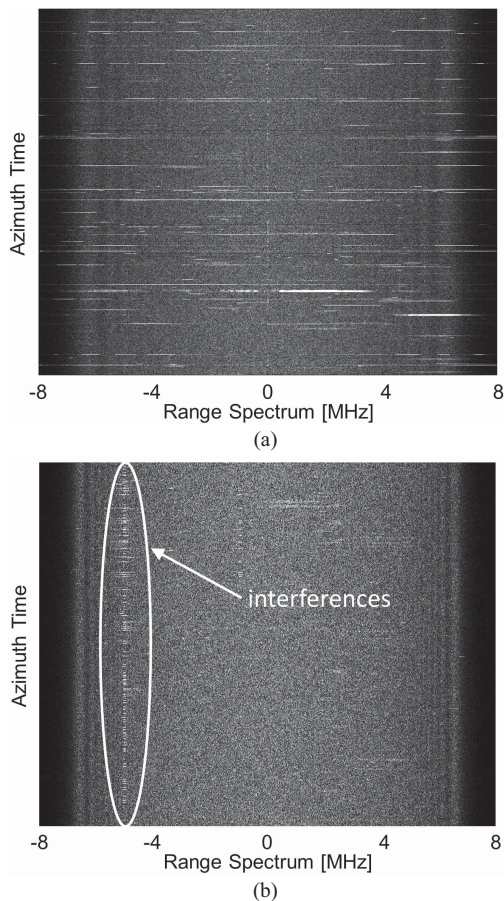 Azimuth Time
-8 -4 0 4 8
Range Spectrum [MHz]
(a)
interferences
Azimuth Time
-8 -4 0 4 8
Range Spectrum [MHz]
(b)